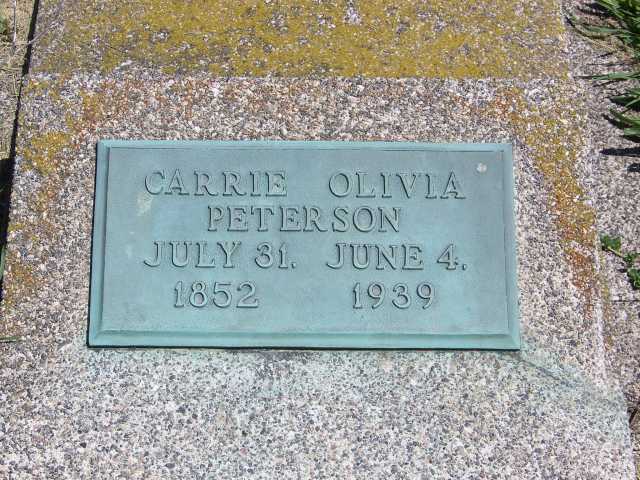 CARRIE OLIVIA
PETERSON
JULY 31. JUNE 4.
1852 1939